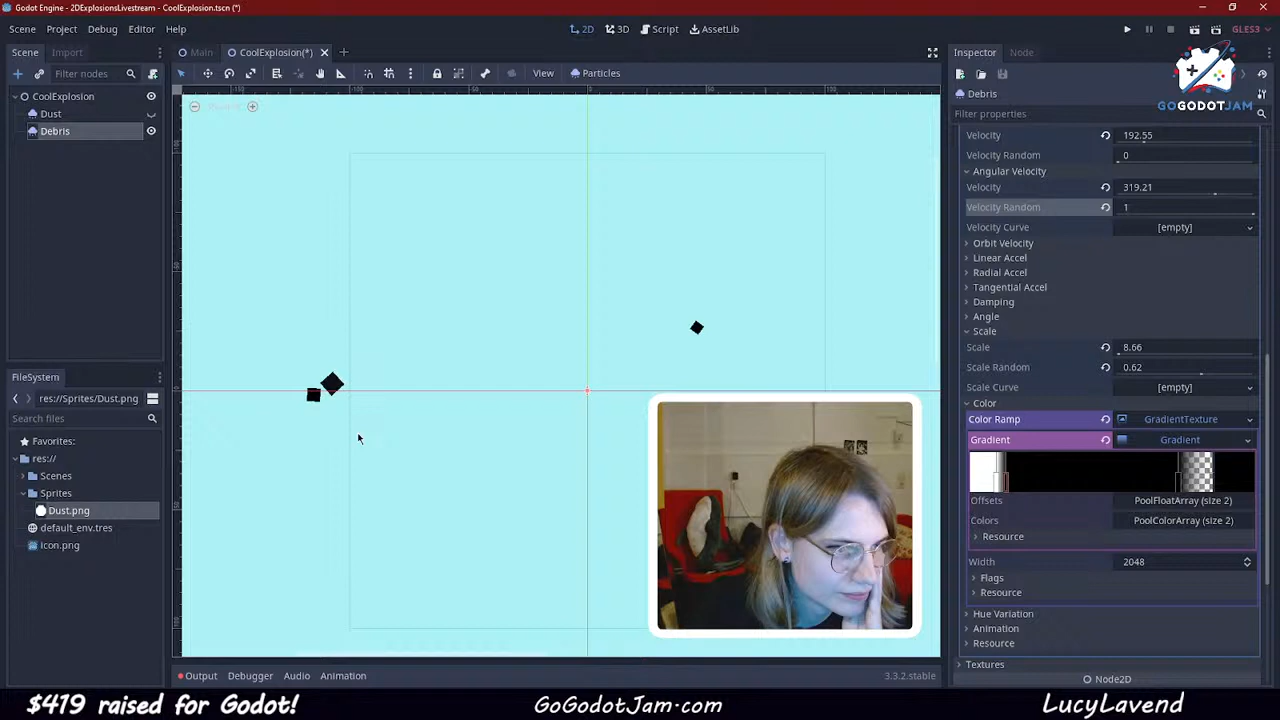 Godot Engine - 2DExplosionsLivestream - CoolExplosion.tscn (*)
Scene Project Debug Editor Help
2D 3D Script AssetLib
GLES3
Scene Import
Main CoolExplosion(*)
Inspector Node
Filter nodes
View Particles
GOGODOTJAM
CoolExplosion
Dust
Debris
Debris
Filter properties
Velocity 192.55
Velocity Random 0
Angular Velocity
Velocity 319.21
Velocity Random 1
Velocity Curve [empty]
Orbit Velocity
Linear Accel
Radial Accel
Tangential Accel
Damping
Angle
Scale
Scale 8.66
Scale Random 0.62
Scale Curve [empty]
Color
Color Ramp GradientTexture
Gradient Gradient
Offsets PoolFloatArray (size 2)
Colors PoolColorArray (size 2)
Resource
Width 2048
Flags
Resource
Hue Variation
Animation
Resource
Textures
Node2D
FileSystem
res://Sprites/Dust.png
Search files
Favorites:
res://
Scenes
Sprites
Dust.png
default_env.tres
icon.png
Output Debugger Audio Animation 3.3.2.stable
$419 raised for Godot! GoGodotJam.com LucyLavend